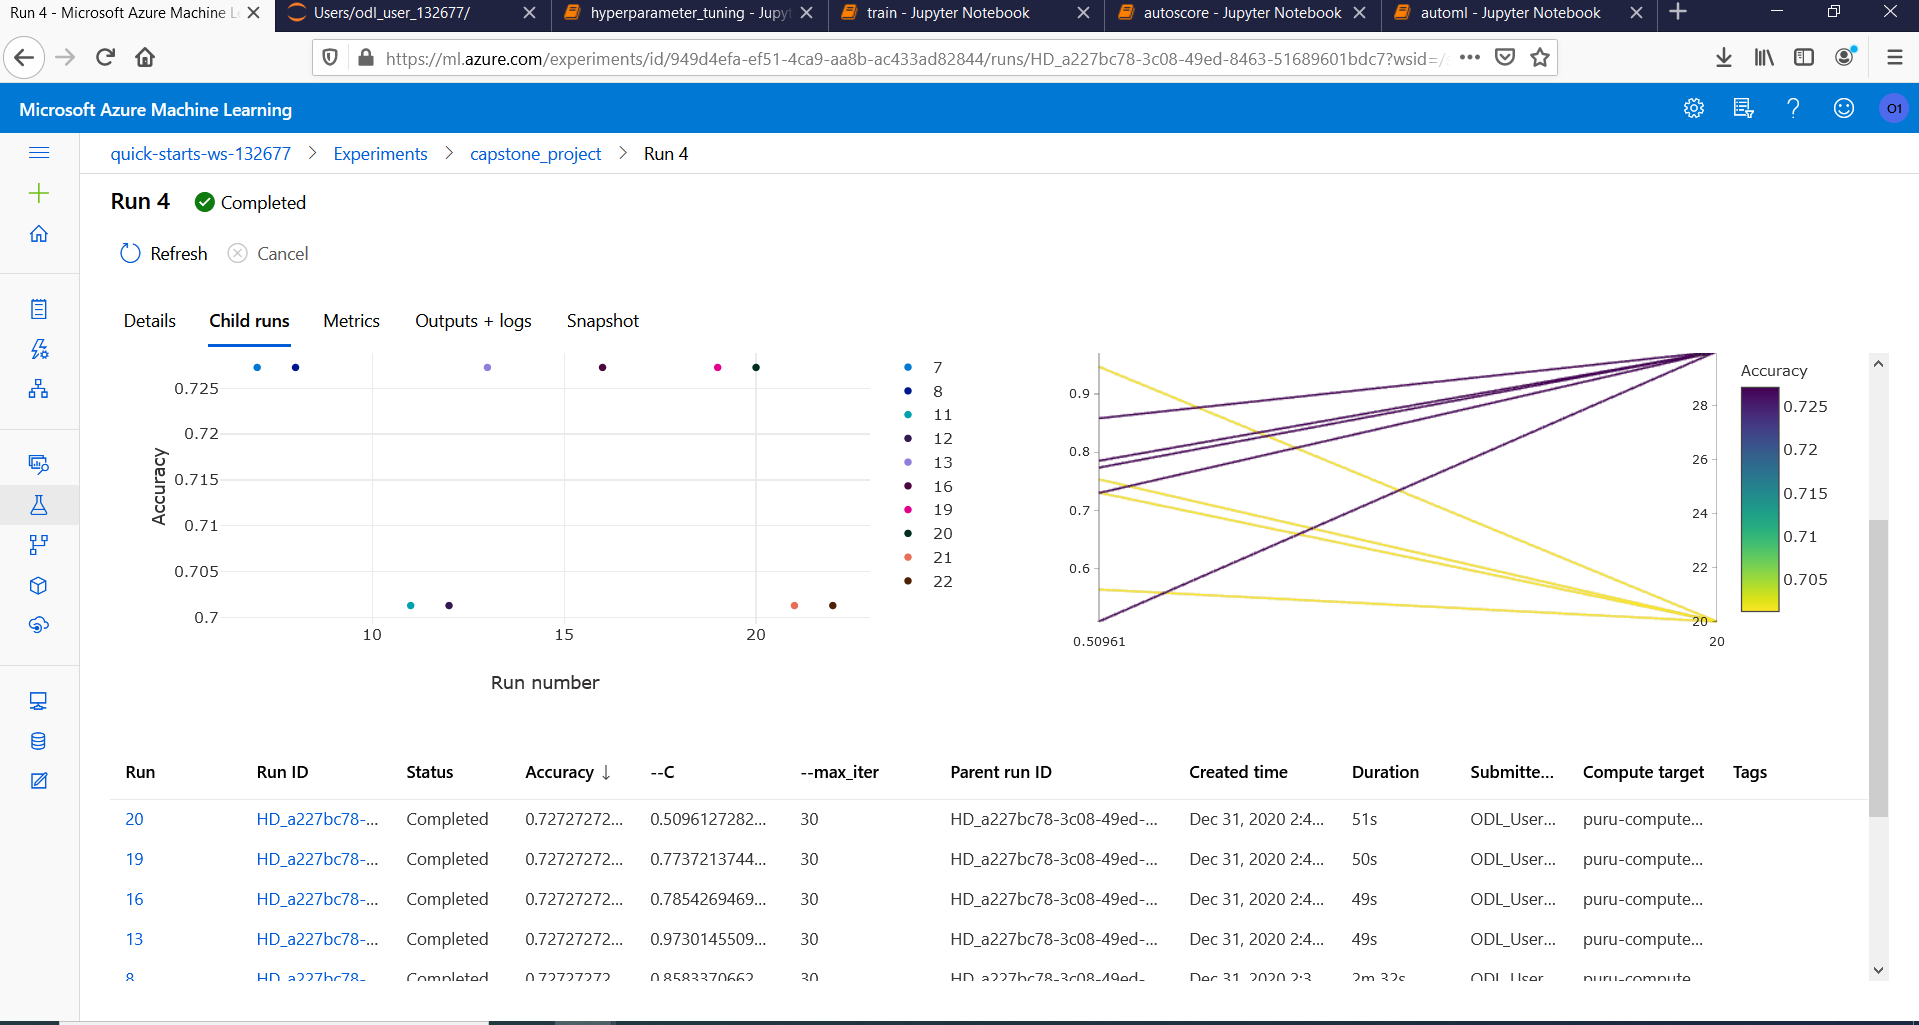 Run 4 - Microsoft Azure Machine Le
Users/odl_user_132677/
hyperparameter_tuning - Jupyt
train - Jupyter Notebook
autoscore - Jupyter Notebook
automl - Jupyter Notebook
https://ml.azure.com/experiments/id/949d4efa-ef51-4ca9-aa8b-ac433ad82844/runs/HD_a227bc78-3c08-49ed-8463-51689601bdc7?wsid=/
Microsoft Azure Machine Learning
O1
quick-starts-ws-132677 > Experiments > capstone_project > Run 4
Run 4 Completed
Refresh Cancel
Details Child runs Metrics Outputs + logs Snapshot
Accuracy
0.725
0.72
0.715
0.71
0.705
0.7
10 15 20
Run number
7
8
11
12
13
16
19
20
21
22
0.9
0.8
0.7
0.6
0.50961
28
26
24
22
20
20
Accuracy
0.725
0.72
0.715
0.71
0.705
Run Run ID Status Accuracy ↓ --C --max_iter Parent run ID Created time Duration Submitte... Compute target Tags
20 HD_a227bc78-... Completed 0.72727272... 0.5096127282... 30 HD_a227bc78-3c08-49ed-... Dec 31, 2020 2:4... 51s ODL_User... puru-compute...
19 HD_a227bc78-... Completed 0.72727272... 0.7737213744... 30 HD_a227bc78-3c08-49ed-... Dec 31, 2020 2:4... 50s ODL_User... puru-compute...
16 HD_a227bc78-... Completed 0.72727272... 0.7854269469... 30 HD_a227bc78-3c08-49ed-... Dec 31, 2020 2:4... 49s ODL_User... puru-compute...
13 HD_a227bc78-... Completed 0.72727272... 0.9730145509... 30 HD_a227bc78-3c08-49ed-... Dec 31, 2020 2:4... 49s ODL_User... puru-compute...
8 HD_a227bc78-... Completed 0.72727272... 0.8583370662... 30 HD_a227bc78-3c08-49ed-... Dec 31, 2020 2:3... 2m 32s ODL_User... puru-compute...